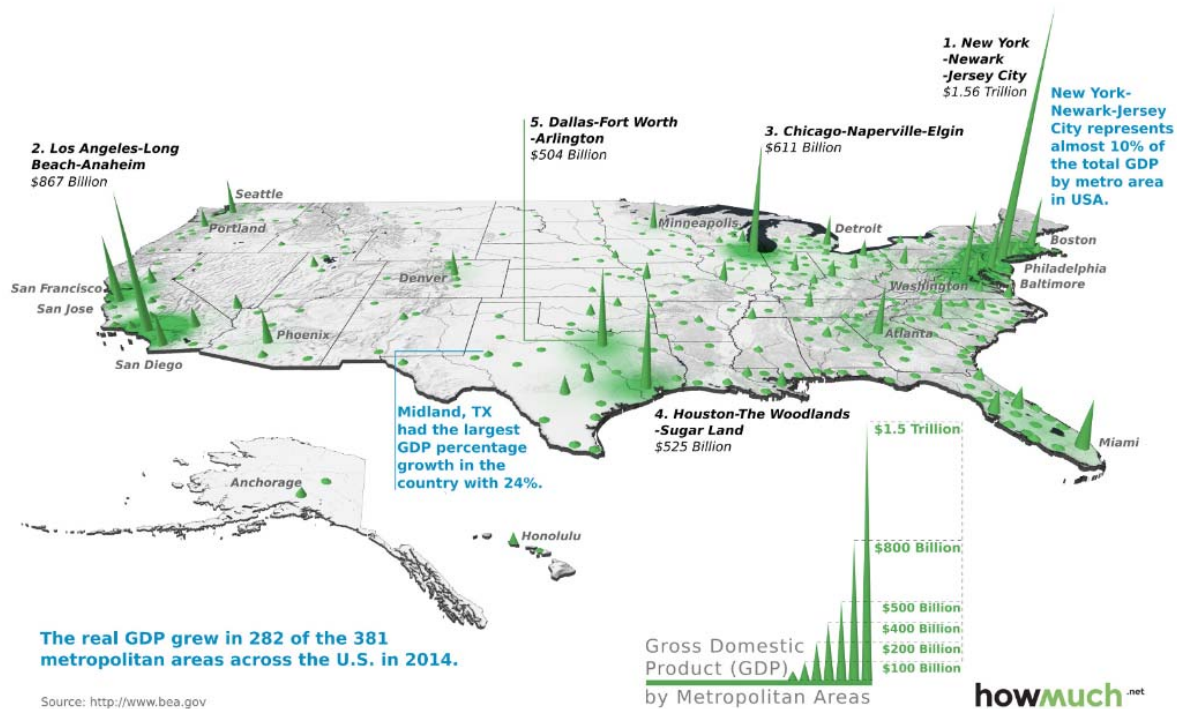 1. New York
-Newark
-Jersey City
$1.56 Trillion
New York-
Newark-Jersey
City represents
almost 10% of
the total GDP
by metro area
in USA.
2. Los Angeles-Long
Beach-Anaheim
$867 Billion
5. Dallas-Fort Worth
-Arlington
$504 Billion
3. Chicago-Naperville-Elgin
$611 Billion
Seattle
Portland
Minneapolis
Detroit
Boston
Denver
Philadelphia
San Francisco
Washington
Baltimore
San Jose
Phoenix
Atlanta
San Diego
Midland, TX
had the largest
GDP percentage
growth in the
country with 24%.
4. Houston-The Woodlands
-Sugar Land
$525 Billion
Miami
Anchorage
Honolulu
$1.5 Trillion
$800 Billion
$500 Billion
$400 Billion
$200 Billion
$100 Billion
Gross Domestic
Product (GDP)
by Metropolitan Areas
The real GDP grew in 282 of the 381
metropolitan areas across the U.S. in 2014.
Source: http://www.bea.gov
howmuch.net